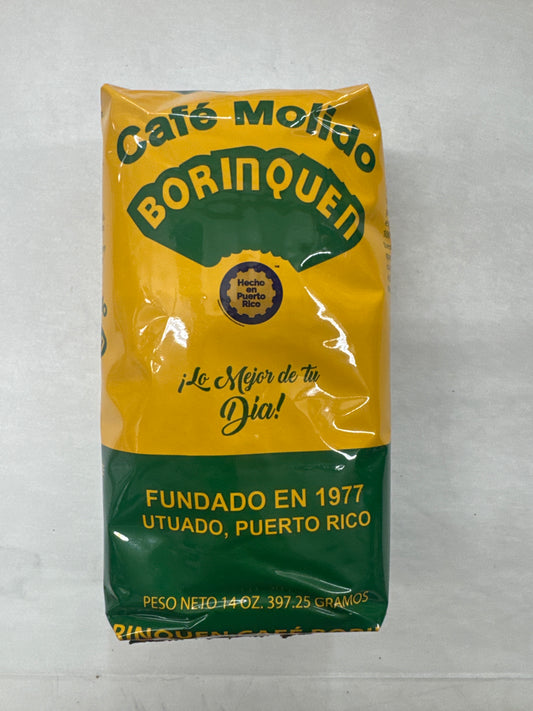 Café Molido
BORINQUEN
Hecho
en
Puerto
Rico
¡Lo Mejor de tu
Día!
FUNDADO EN 1977
UTUADO, PUERTO RICO
PESO NETO 14 OZ. 397.25 GRAMOS
CAFÉ